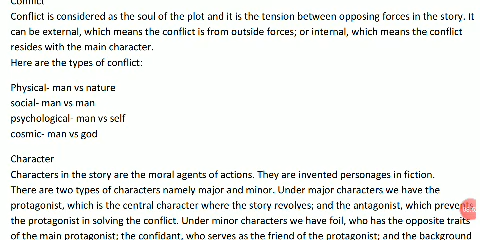 Conflict
Conflict is considered as the soul of the plot and it is the tension between opposing forces in the story. It
can be external, which means the conflict is from outside forces; or internal, which means the conflict
resides with the main character.
Here are the types of conflict:
Physical- man vs nature
social- man vs man
psychological- man vs self
cosmic- man vs god
Character
Characters in the story are the moral agents of actions. They are invented personages in fiction.
There are two types of characters namely major and minor. Under major characters we have the
protagonist, which is the central character where the story revolves; and the antagonist, which prevents
the protagonist in solving the conflict. Under minor characters we have foil, who has the opposite traits
of the main protagonist; the confidant, who serves as the friend of the protagonist; and the background